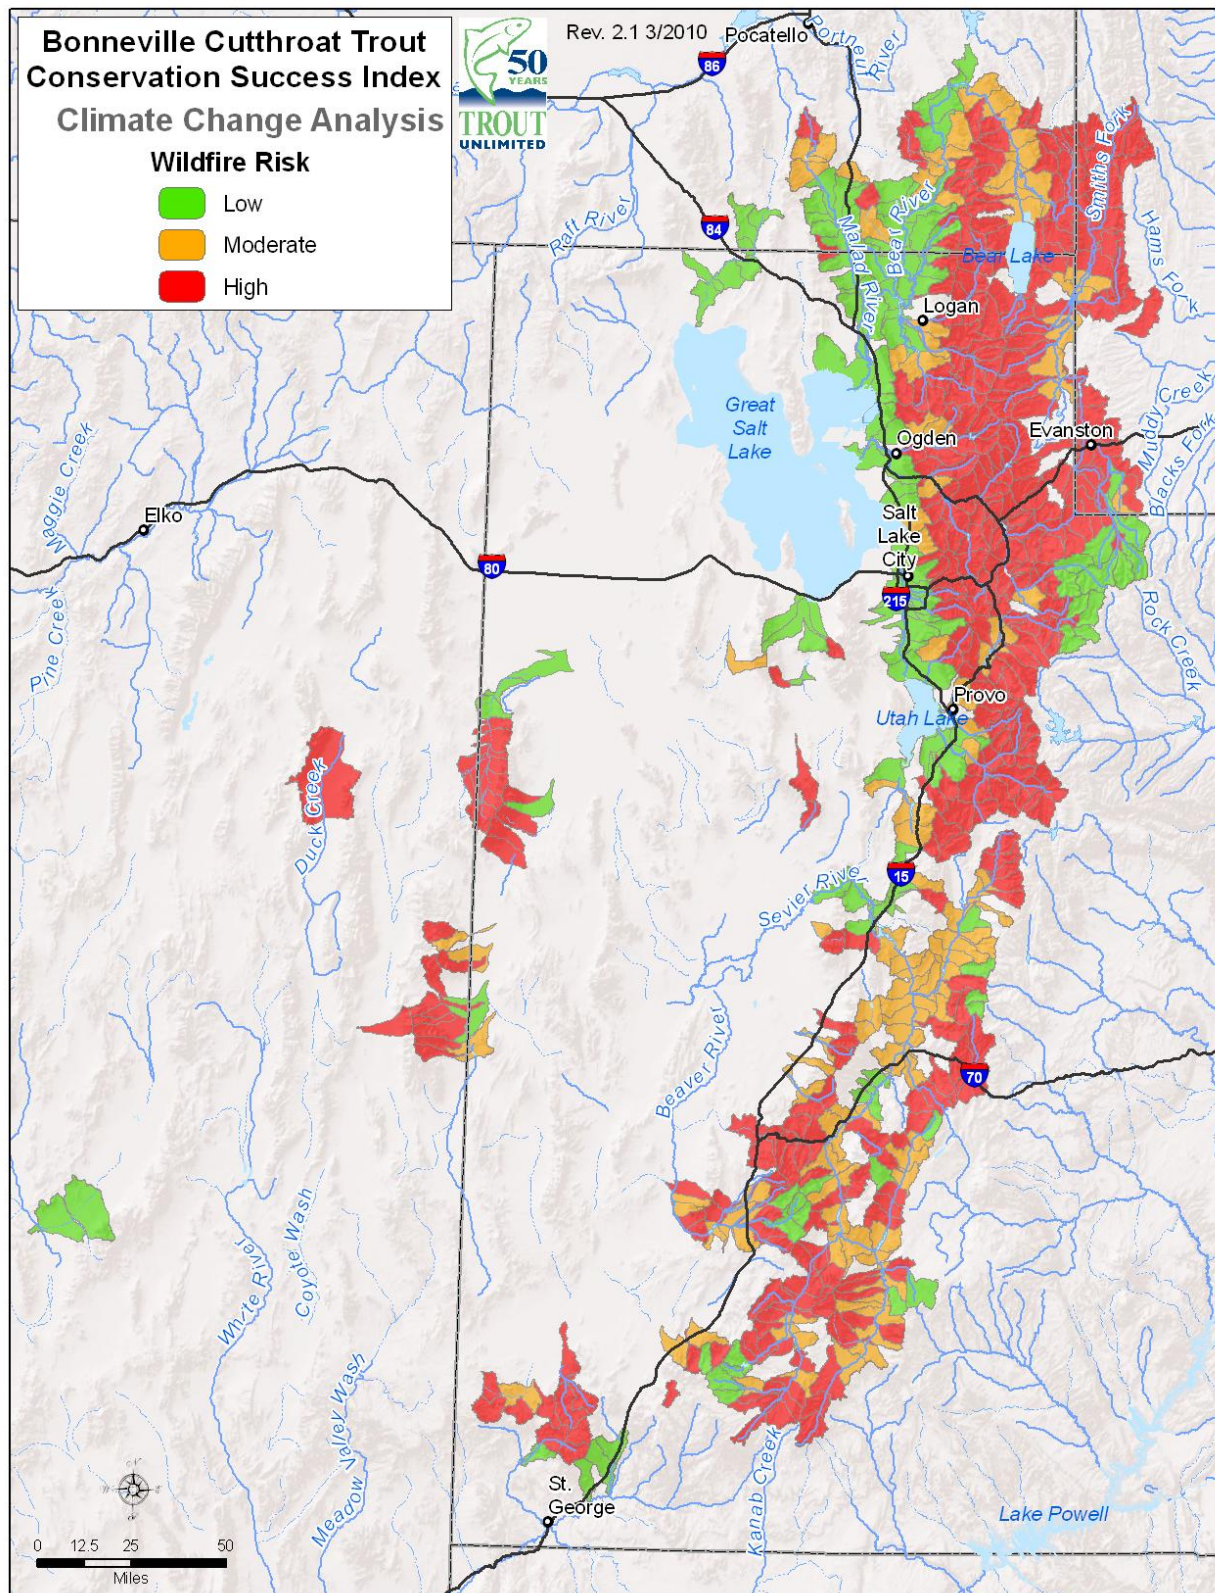 Bonneville Cutthroat Trout
Conservation Success Index
Climate Change Analysis
Wildfire Risk
Low
Moderate
High
50
YEARS
TROUT
UNLIMITED
Rev. 2.1 3/2010
Pocatello
Portneuf
River
86
84
Raft River
Malad River
Bear River
Bear Lake
Smiths Fork
Hams Fork
Logan
Great
Salt
Lake
Ogden
Evanston
Muddy Creek
Blacks Fork
Maggie Creek
Elko
Pine Creek
80
Salt
Lake
City
215
Rock Creek
Provo
Utah Lake
Duck Creek
15
Sevier River
Beaver River
70
White River
Coyote Wash
Meadow Valley Wash
St.
George
Kanab Creek
Lake Powell
N
0 12.5 25 50
Miles